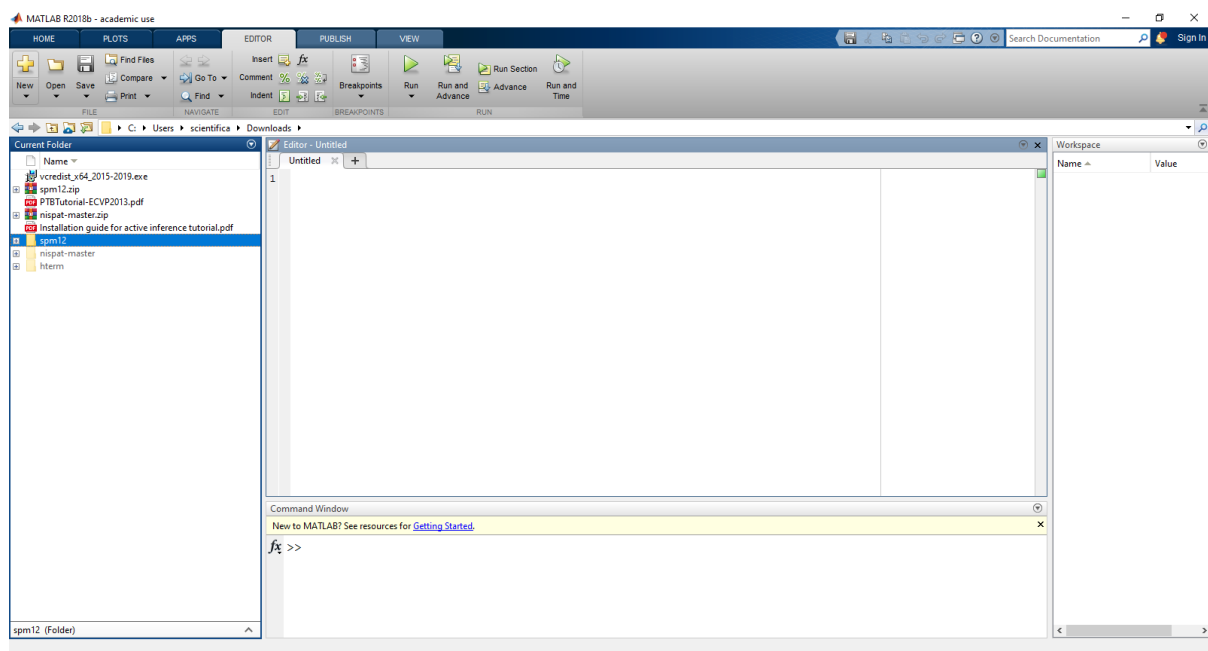 MATLAB R2018b - academic use
HOME PLOTS APPS EDITOR PUBLISH VIEW Search Documentation Sign In
New Open Save Find Files Compare Print Go To Find Insert fx Comment Indent Breakpoints Run Run and Advance Run Section Advance Run and Time
FILE NAVIGATE EDIT BREAKPOINTS RUN
C: Users scientifica Downloads
Current Folder
Name
vcredist_x64_2015-2019.exe
spm12.zip
PTBTutorial-ECVP2013.pdf
nispat-master.zip
Installation guide for active inference tutorial.pdf
spm12
nispat-master
hterm
spm12 (Folder)
Editor - Untitled
Untitled
1
Command Window
New to MATLAB? See resources for Getting Started.
fx >>
Workspace
Name Value